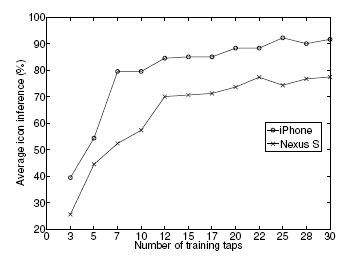 100
90
80
70
60
50
40
30
20
Average icon inference (%)
iPhone
Nexus S
0 3 5 7 10 12 15 17 20 22 25 28 30
Number of training taps